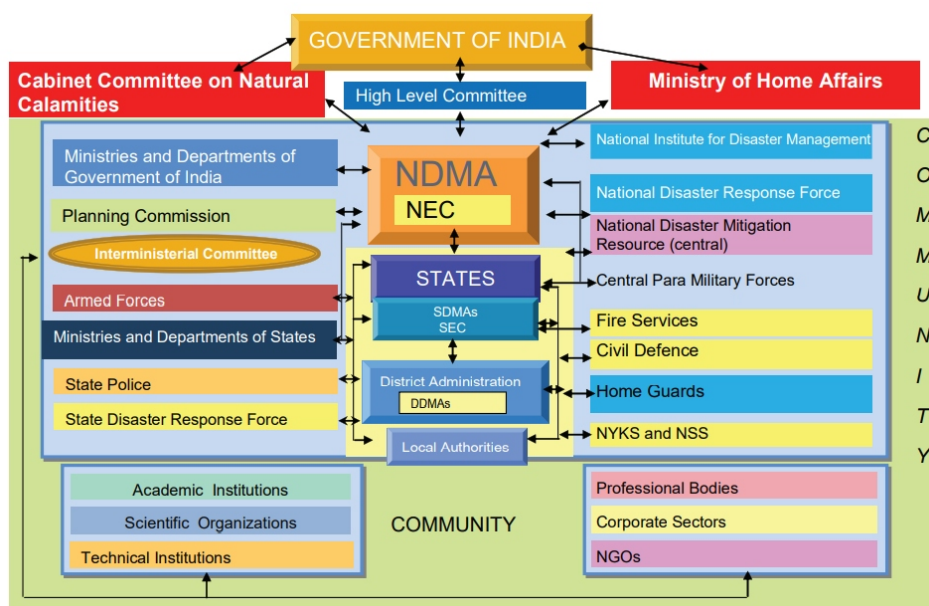 GOVERNMENT OF INDIA
Cabinet Committee on Natural
Calamities
High Level Committee
Ministry of Home Affairs
Ministries and Departments of
Government of India
Planning Commission
Interministerial Committee
Armed Forces
Ministries and Departments of States
State Police
State Disaster Response Force
NDMA
NEC
STATES
SDMAs
SEC
District Administration
DDMAs
Local Authorities
National Institute for Disaster Management
National Disaster Response Force
National Disaster Mitigation
Resource (central)
Central Para Military Forces
Fire Services
Civil Defence
Home Guards
NYKS and NSS
C
O
M
M
U
N
I
T
Y
Academic Institutions
Scientific Organizations
Technical Institutions
COMMUNITY
Professional Bodies
Corporate Sectors
NGOs